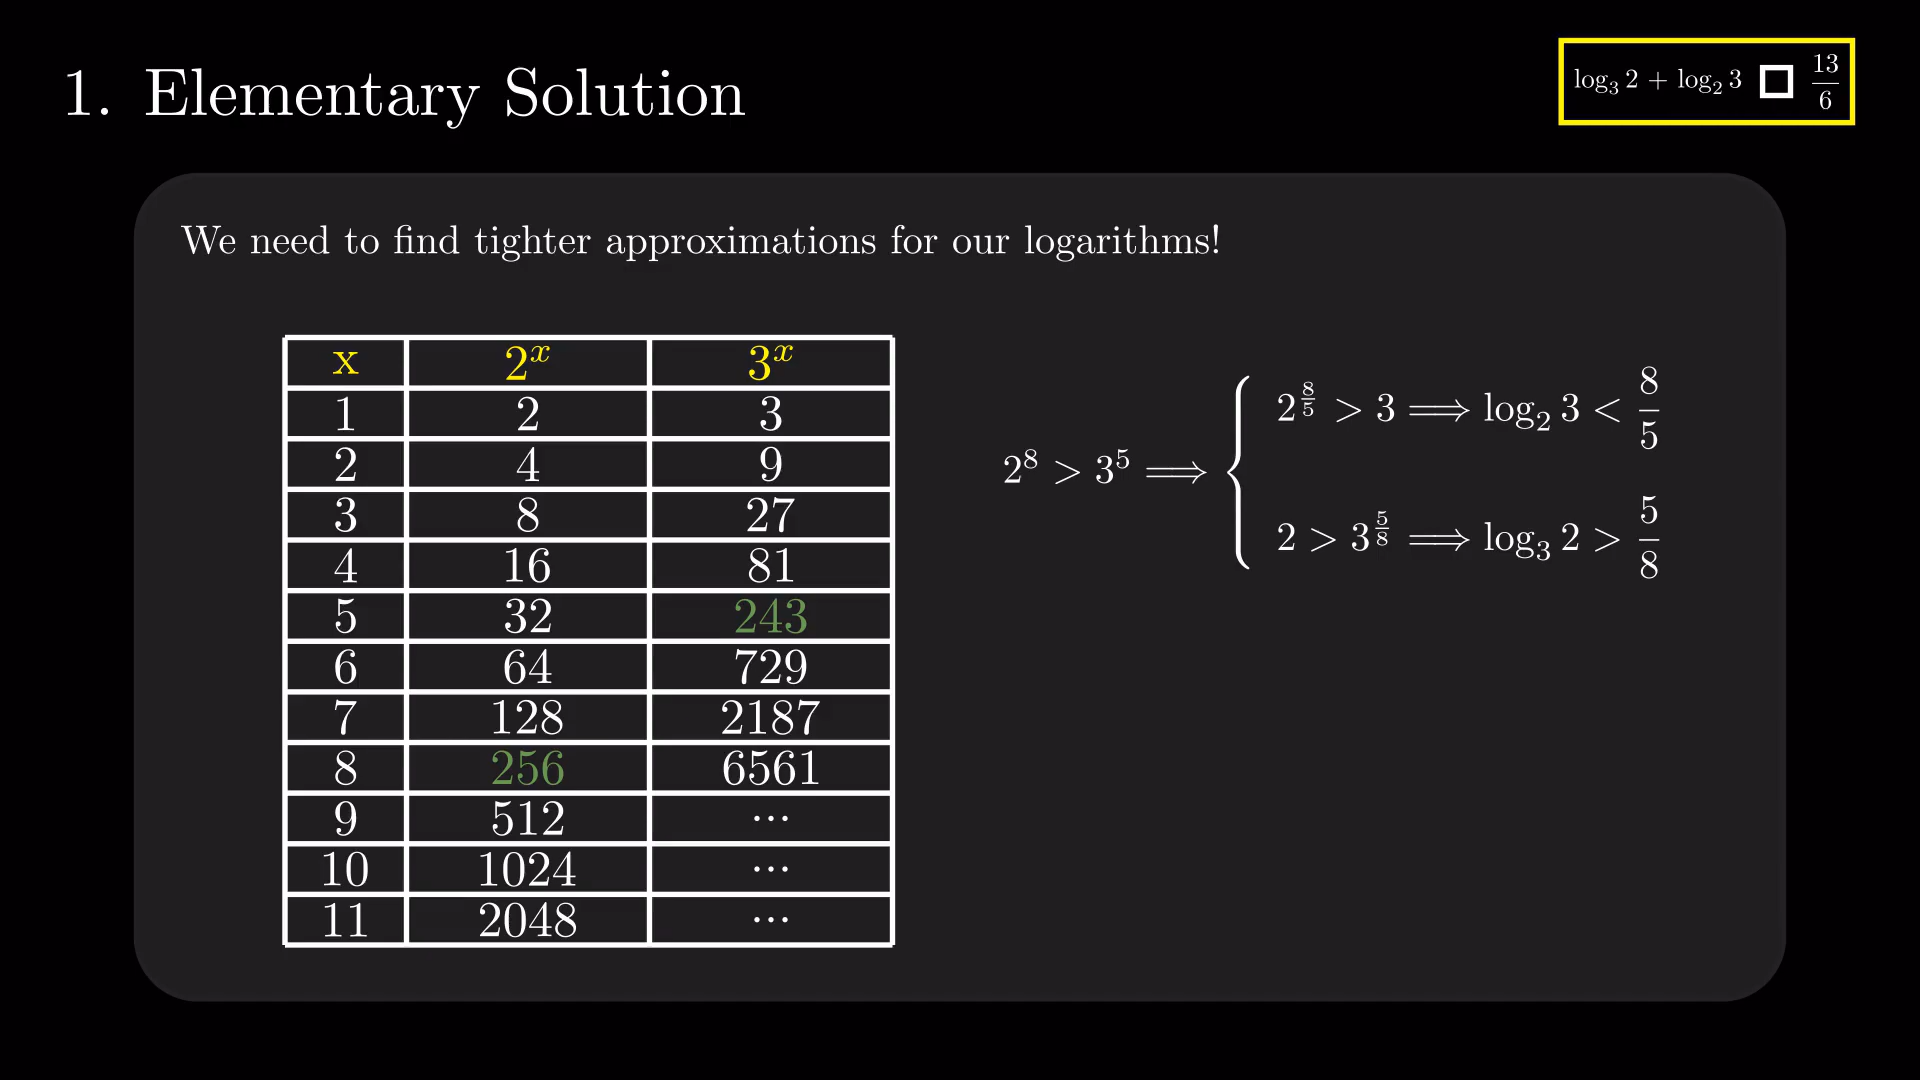 1. Elementary Solution
log₃ 2 + log₂ 3 □ 13/6
We need to find tighter approximations for our logarithms!
x 2ˣ 3ˣ
1 2 3
2 4 9
3 8 27
4 16 81
5 32 243
6 64 729
7 128 2187
8 256 6561
9 512 ···
10 1024 ···
11 2048 ···
2^(8/5) > 3 ⟹ log₂ 3 < 8/5
2⁸ > 3⁵ ⟹
2 > 3^(5/8) ⟹ log₃ 2 > 5/8